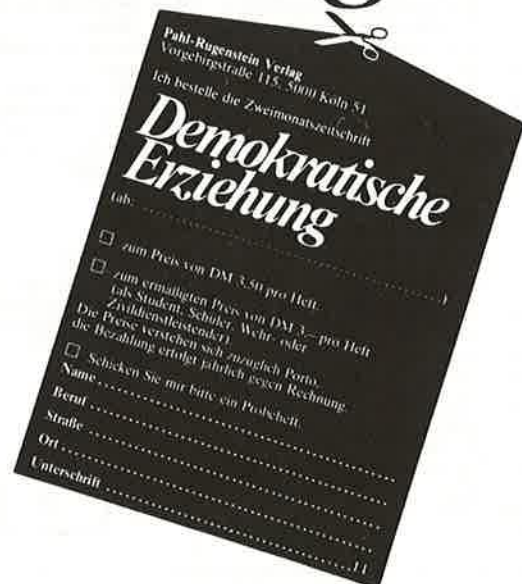 Pahl-Rugenstein Verlag
Vorgebirgstraße 115, 5000 Köln 51
Ich bestelle die Zweimonatszeitschrift
Demokratische
Erziehung
(ab: ........................................)
☐ zum Preis von DM 3,50 pro Heft.
☐ zum ermäßigten Preis von DM 3,— pro Heft
(als Student, Schüler, Wehr- oder
Zivildienstleistender)
Die Preise verstehen sich zuzüglich Porto,
die Bezahlung erfolgt jährlich gegen Rechnung.
☐ Schicken Sie mir bitte ein Probeheft.
Name ........................................
Beruf ........................................
Straße ........................................
Ort ........................................
Unterschrift ........................................
11